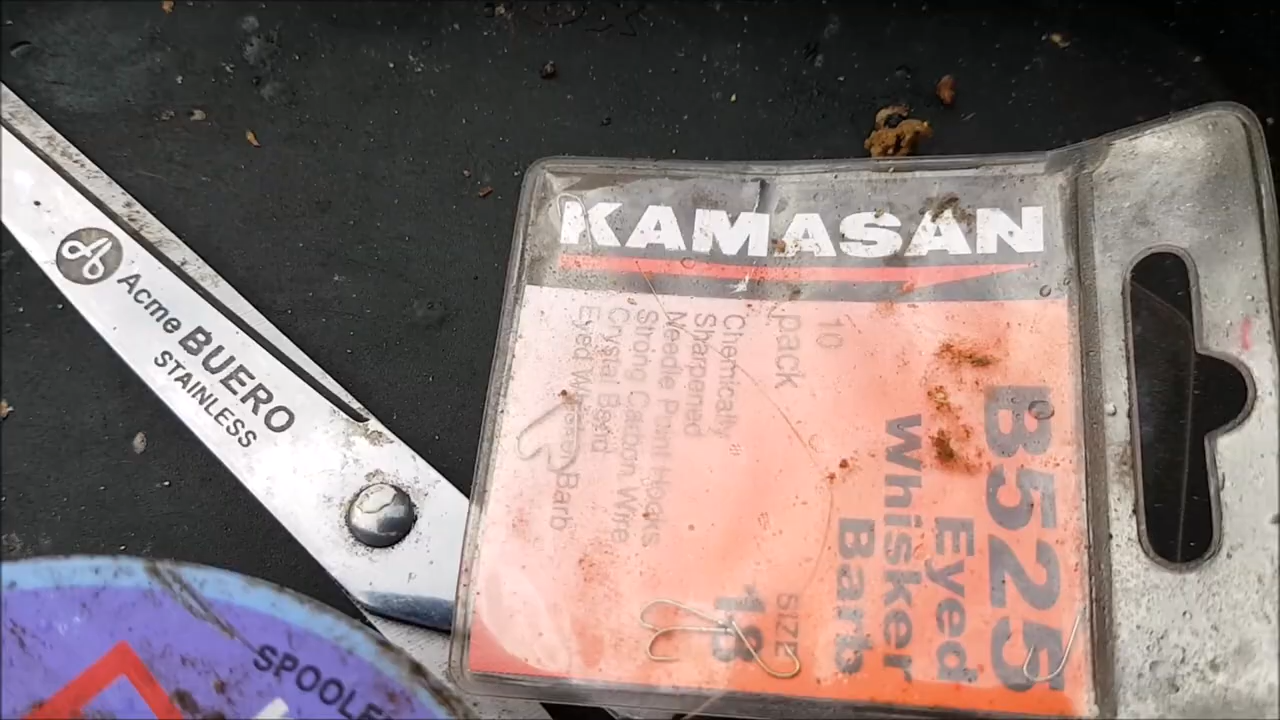 Acme BUERO
STAINLESS
KAMASAN
B525
Eyed
Whisker
Barb
10
pack
SIZE
18
Chemically
Sharpened
Needle Point Hooks
Strong Carbon Wire
Crystal Bend
Eyed Whisker Barb